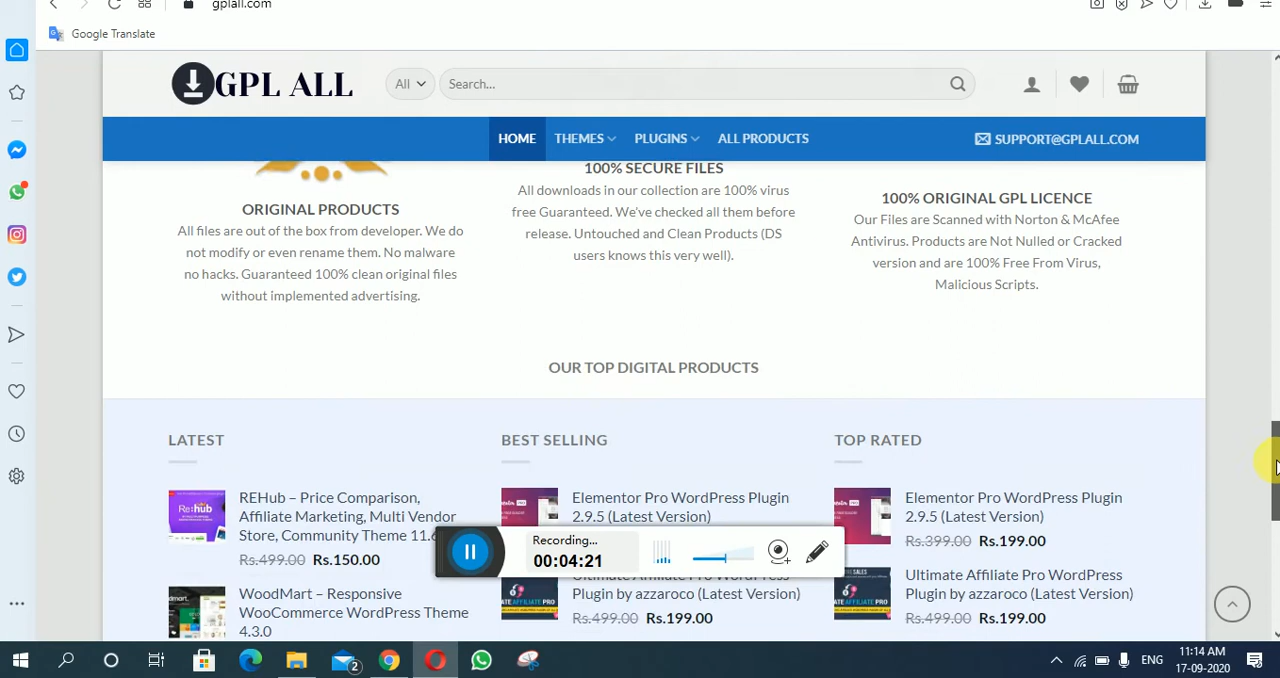 gplall.com
Google Translate
GPL ALL
All
Search...
HOME
THEMES
PLUGINS
ALL PRODUCTS
SUPPORT@GPLALL.COM
ORIGINAL PRODUCTS
All files are out of the box from developer. We do
not modify or even rename them. No malware
no hacks. Guaranteed 100% clean original files
without implemented advertising.
100% SECURE FILES
All downloads in our collection are 100% virus
free Guaranteed. We've checked all them before
release. Untouched and Clean Products (DS
users knows this very well).
100% ORIGINAL GPL LICENCE
Our Files are Scanned with Norton & McAfee
Antivirus. Products are Not Nulled or Cracked
version and are 100% Free From Virus,
Malicious Scripts.
OUR TOP DIGITAL PRODUCTS
LATEST
REHub – Price Comparison,
Affiliate Marketing, Multi Vendor
Store, Community Theme 11.6
Rs.499.00 Rs.150.00
WoodMart – Responsive
WooCommerce WordPress Theme
4.3.0
BEST SELLING
Elementor Pro WordPress Plugin
2.9.5 (Latest Version)
Ultimate Affiliate Pro WordPress
Plugin by azzaroco (Latest Version)
Rs.499.00 Rs.199.00
TOP RATED
Elementor Pro WordPress Plugin
2.9.5 (Latest Version)
Rs.399.00 Rs.199.00
Ultimate Affiliate Pro WordPress
Plugin by azzaroco (Latest Version)
Rs.499.00 Rs.199.00
Recording...
00:04:21
2
ENG
11:14 AM
17-09-2020